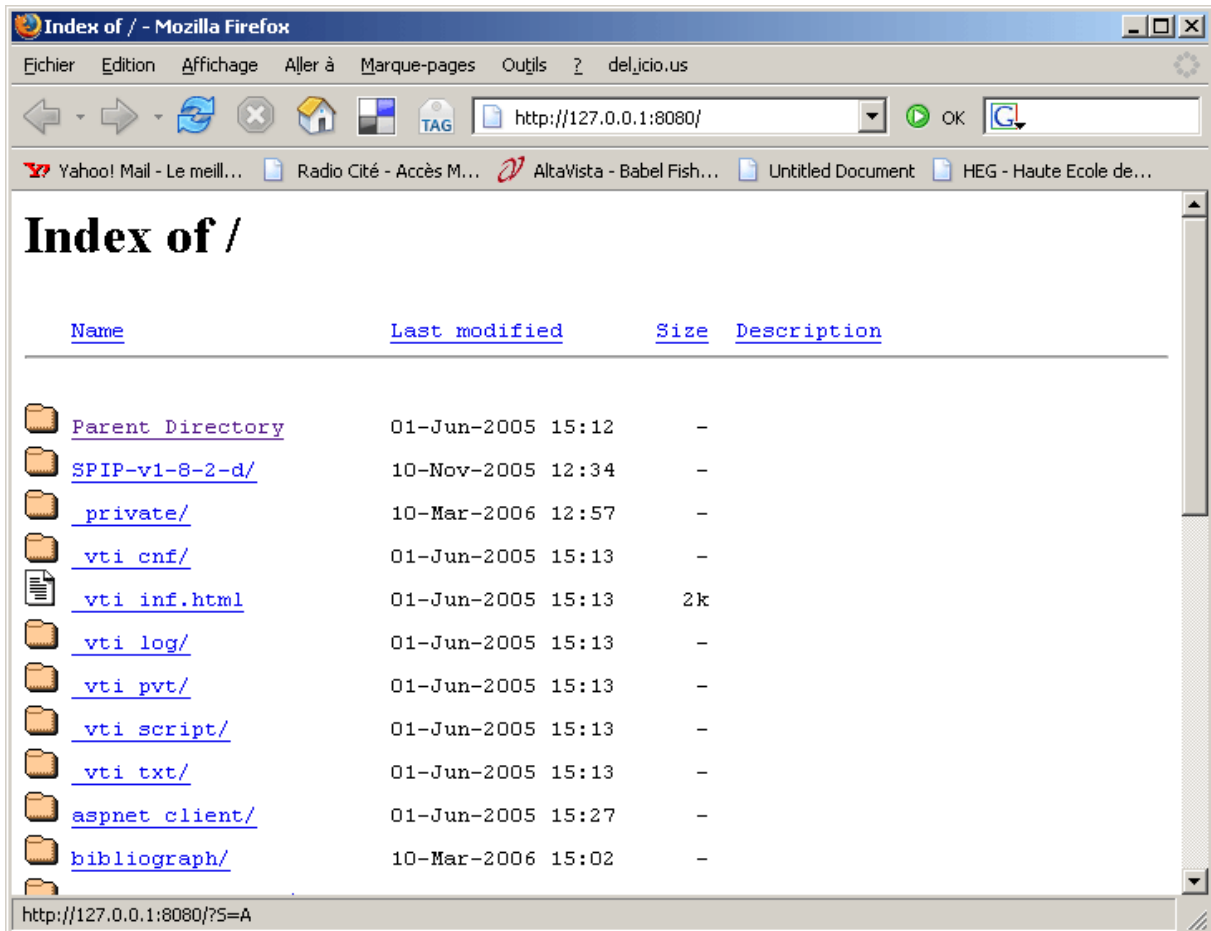 Index of / - Mozilla Firefox
Fichier Edition Affichage Aller à Marque-pages Outils ? del.icio.us
TAG http://127.0.0.1:8080/ OK G
Yahoo! Mail - Le meill... Radio Cité - Accès M... AltaVista - Babel Fish... Untitled Document HEG - Haute Ecole de...
Index of /
Name Last modified Size Description
Parent Directory 01-Jun-2005 15:12 -
SPIP-v1-8-2-d/ 10-Nov-2005 12:34 -
_private/ 10-Mar-2006 12:57 -
_vti_cnf/ 01-Jun-2005 15:13 -
_vti_inf.html 01-Jun-2005 15:13 2k
_vti_log/ 01-Jun-2005 15:13 -
_vti_pvt/ 01-Jun-2005 15:13 -
_vti_script/ 01-Jun-2005 15:13 -
_vti_txt/ 01-Jun-2005 15:13 -
aspnet_client/ 01-Jun-2005 15:27 -
bibliograph/ 10-Mar-2006 15:02 -
http://127.0.0.1:8080/?S=A